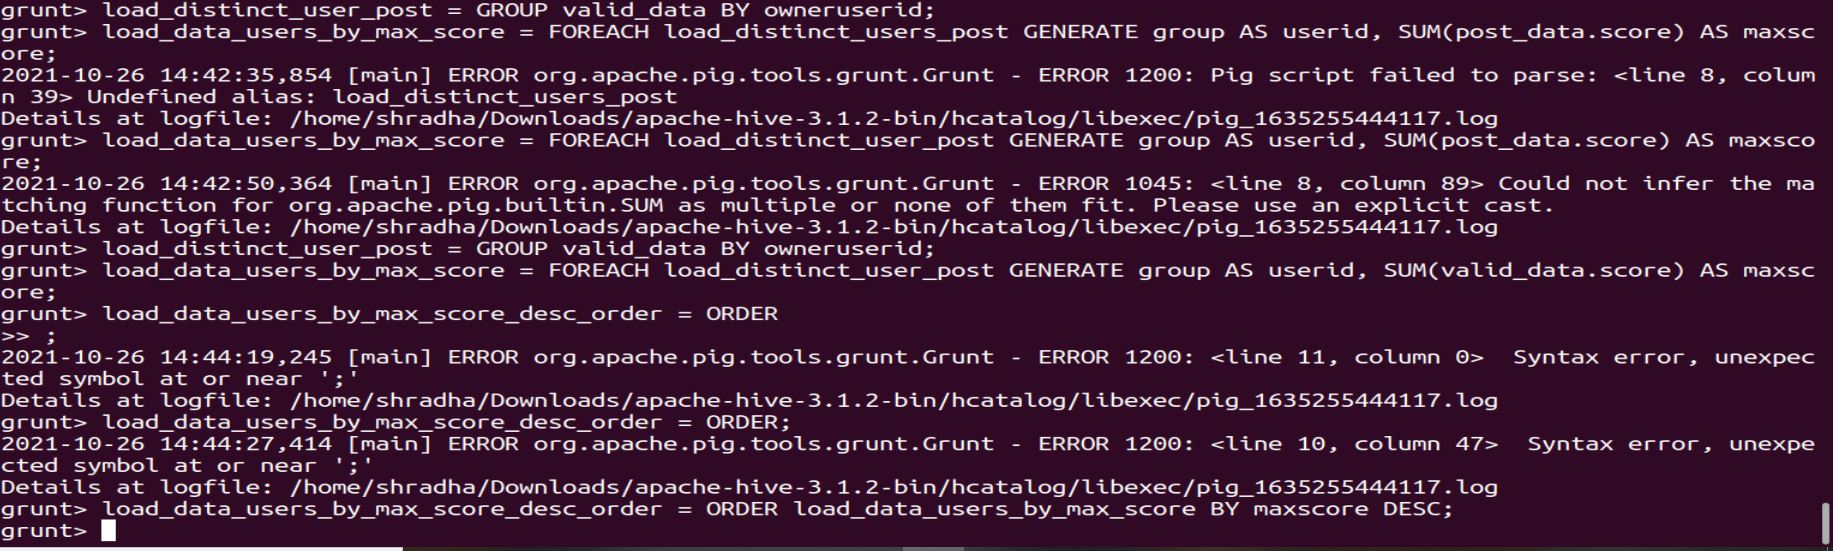 grunt> load_distinct_user_post = GROUP valid_data BY owneruserid;
grunt> load_data_users_by_max_score = FOREACH load_distinct_users_post GENERATE group AS userid, SUM(post_data.score) AS maxsc
ore;
2021-10-26 14:42:35,854 [main] ERROR org.apache.pig.tools.grunt.Grunt - ERROR 1200: Pig script failed to parse: <line 8, colum
n 39> Undefined alias: load_distinct_users_post
Details at logfile: /home/shradha/Downloads/apache-hive-3.1.2-bin/hcatalog/libexec/pig_1635255444117.log
grunt> load_data_users_by_max_score = FOREACH load_distinct_user_post GENERATE group AS userid, SUM(post_data.score) AS maxsco
re;
2021-10-26 14:42:50,364 [main] ERROR org.apache.pig.tools.grunt.Grunt - ERROR 1045: <line 8, column 89> Could not infer the ma
tching function for org.apache.pig.builtin.SUM as multiple or none of them fit. Please use an explicit cast.
Details at logfile: /home/shradha/Downloads/apache-hive-3.1.2-bin/hcatalog/libexec/pig_1635255444117.log
grunt> load_distinct_user_post = GROUP valid_data BY owneruserid;
grunt> load_data_users_by_max_score = FOREACH load_distinct_user_post GENERATE group AS userid, SUM(valid_data.score) AS maxsc
ore;
grunt> load_data_users_by_max_score_desc_order = ORDER
>> ;
2021-10-26 14:44:19,245 [main] ERROR org.apache.pig.tools.grunt.Grunt - ERROR 1200: <line 11, column 0>  Syntax error, unexpec
ted symbol at or near ';'
Details at logfile: /home/shradha/Downloads/apache-hive-3.1.2-bin/hcatalog/libexec/pig_1635255444117.log
grunt> load_data_users_by_max_score_desc_order = ORDER;
2021-10-26 14:44:27,414 [main] ERROR org.apache.pig.tools.grunt.Grunt - ERROR 1200: <line 10, column 47>  Syntax error, unexpe
cted symbol at or near ';'
Details at logfile: /home/shradha/Downloads/apache-hive-3.1.2-bin/hcatalog/libexec/pig_1635255444117.log
grunt> load_data_users_by_max_score_desc_order = ORDER load_data_users_by_max_score BY maxscore DESC;
grunt>